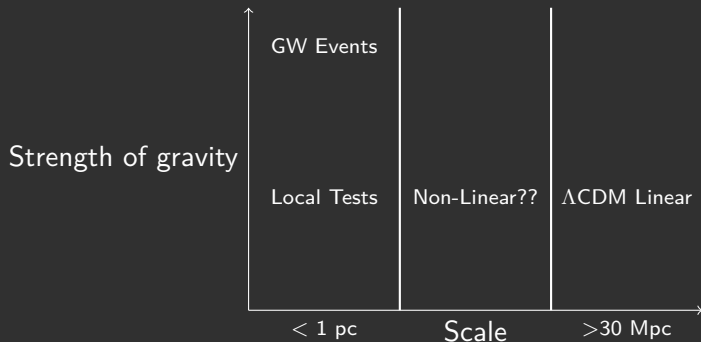 GW Events
Strength of gravity
Local Tests
Non-Linear??
ΛCDM Linear
< 1 pc
Scale
>30 Mpc